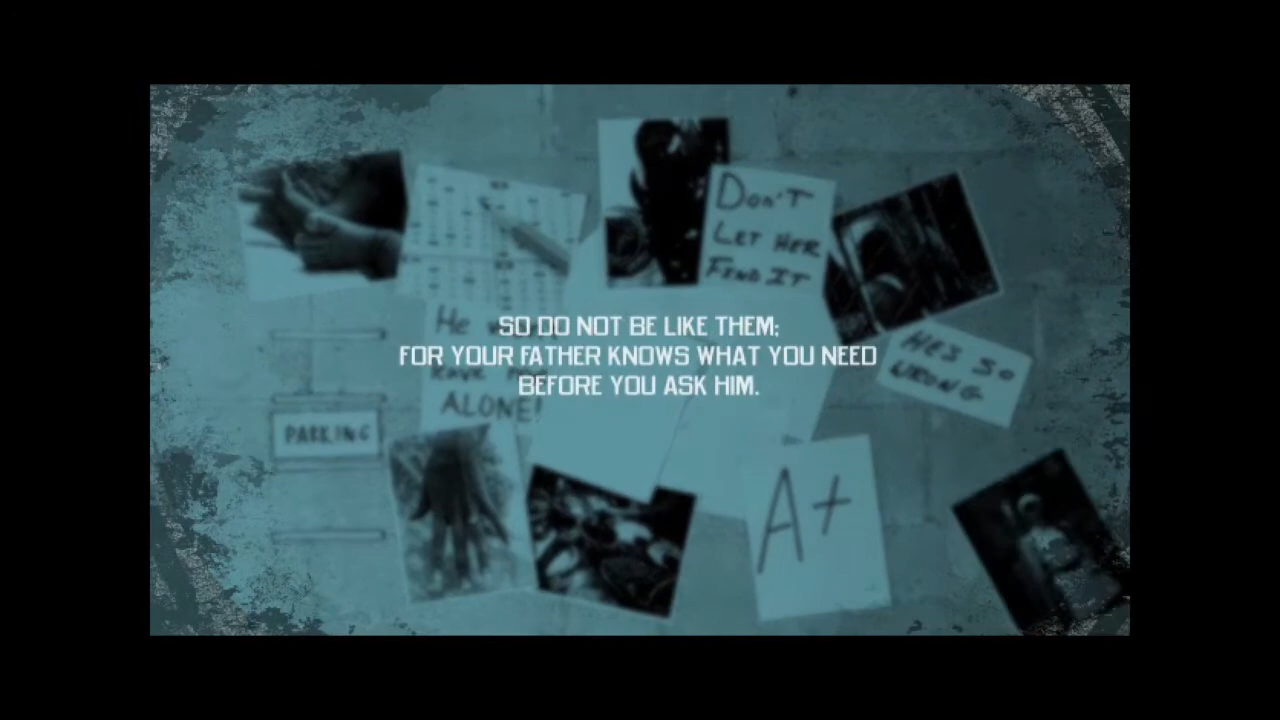 DON'T
LET HER
FIND IT
He
SO DO NOT BE LIKE THEM;
FOR YOUR FATHER KNOWS WHAT YOU NEED
BEFORE YOU ASK HIM.
ALONE!
HE'S SO
WRONG
PARKING
A+